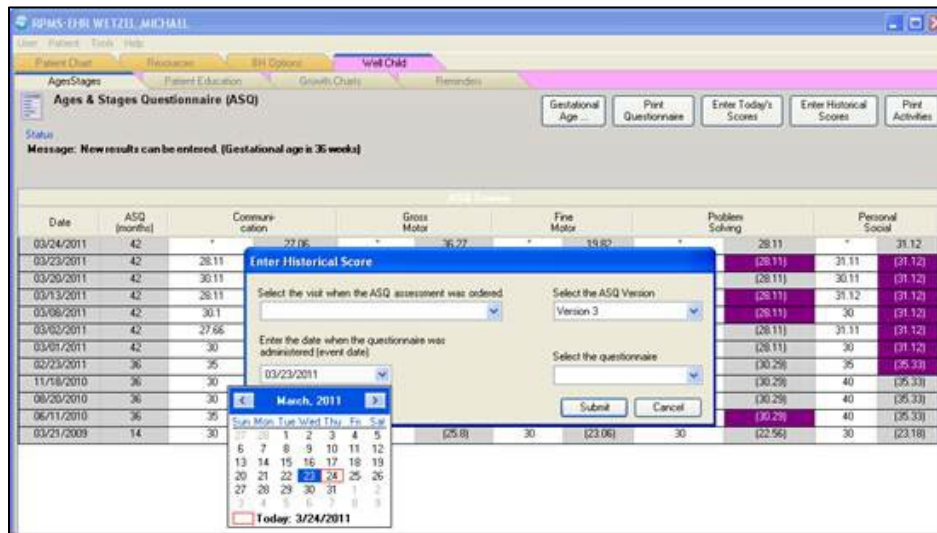 RPMS-EHR WETZEL,MICHAEL
User Patient Tools Help
Patient Chart Resources BH Options Well Child
AgesStages Patient Education Growth Charts Reminders
Ages & Stages Questionnaire (ASQ)
Gestational Age ... Print Questionnaire Enter Today's Scores Enter Historical Scores Print Activities
Status
Message: New results can be entered. (Gestational age is 36 weeks)
Date ASQ (months) Communi-cation Gross Motor Fine Motor Problem Solving Personal Social
03/24/2011 42 * 27.06 * 36.27 * 19.82 * 28.11 * 31.12
03/23/2011 42 28.11 (28.11) 31.11 (31.12)
03/20/2011 42 30.11 (28.11) 30.11 (31.12)
03/13/2011 42 28.11 (28.11) 31.12 (31.12)
03/08/2011 42 30.1 (28.11) 30 (31.12)
03/02/2011 42 27.66 (28.11) 31.11 (31.12)
03/01/2011 42 30 (28.11) 30 (31.12)
02/23/2011 36 35 (30.29) 35 (35.33)
11/18/2010 36 30 (30.29) 40 (35.33)
08/20/2010 36 30 (30.29) 40 (35.33)
06/11/2010 36 35 (30.29) 40 (35.33)
03/21/2009 14 30 (25.8) 30 (23.06) 30 (22.56) 30 (23.18)
Enter Historical Score
Select the visit when the ASQ assessment was ordered
Select the ASQ Version
Version 3
Enter the date when the questionnaire was
administered (event date)
03/23/2011
Select the questionnaire
Submit Cancel
March, 2011
Sun Mon Tue Wed Thu Fri Sat
27 28 1 2 3 4 5
6 7 8 9 10 11 12
13 14 15 16 17 18 19
20 21 22 23 24 25 26
27 28 29 30 31 1 2
3 4 5 6 7 8 9
Today: 3/24/2011